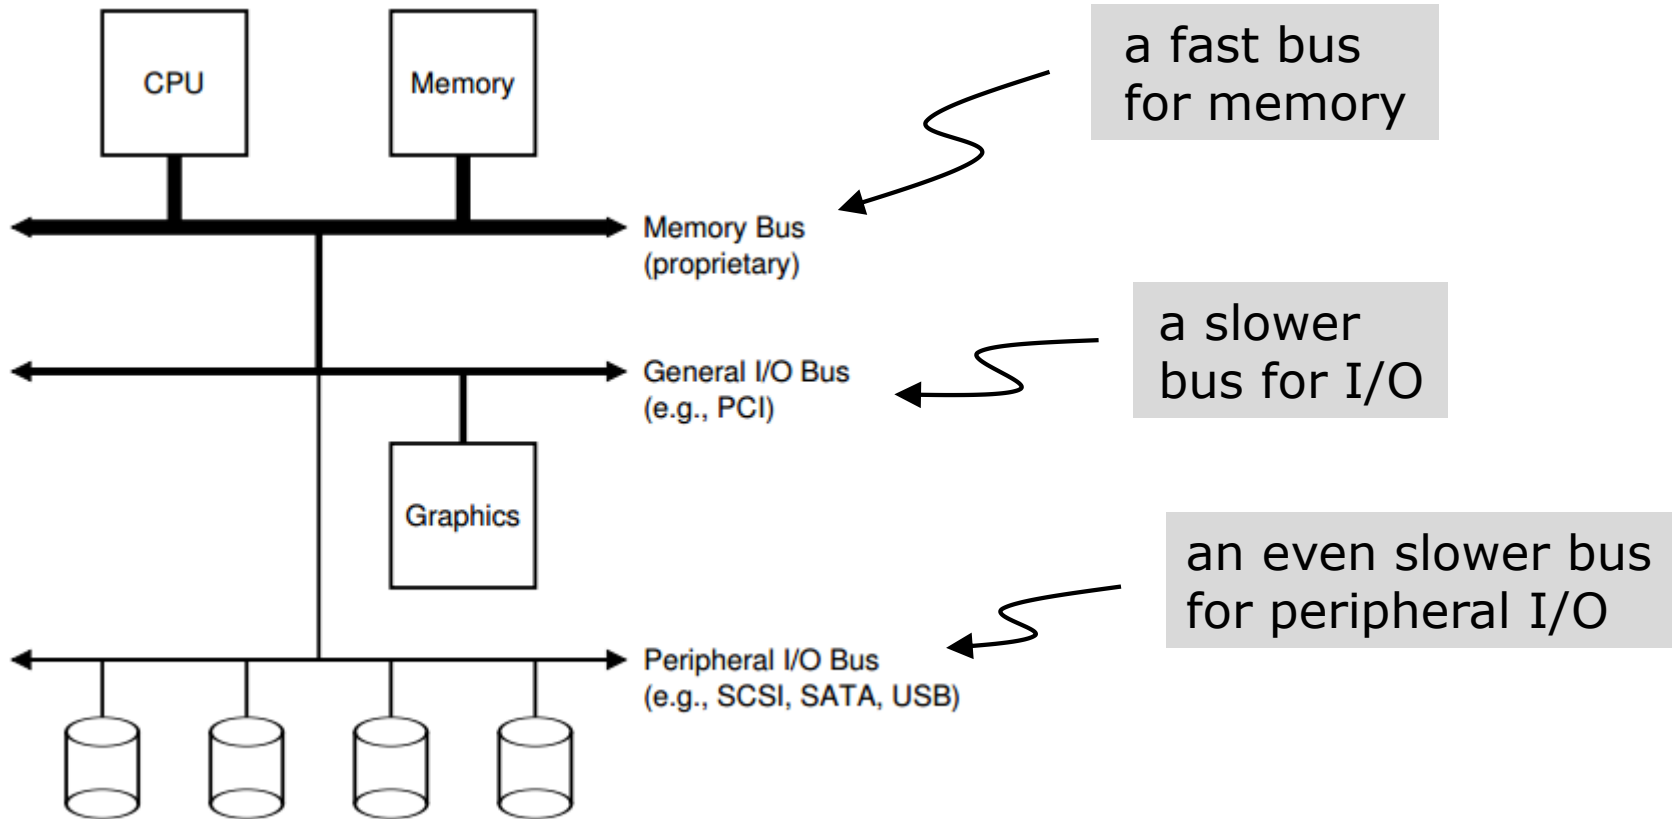 CPU
Memory
a fast bus
for memory
Memory Bus
(proprietary)
a slower
bus for I/O
General I/O Bus
(e.g., PCI)
Graphics
an even slower bus
for peripheral I/O
Peripheral I/O Bus
(e.g., SCSI, SATA, USB)